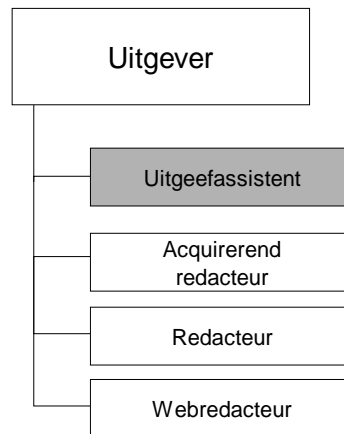 Uitgever
Uitgeefassistent
Acquirerend
redacteur
Redacteur
Webredacteur